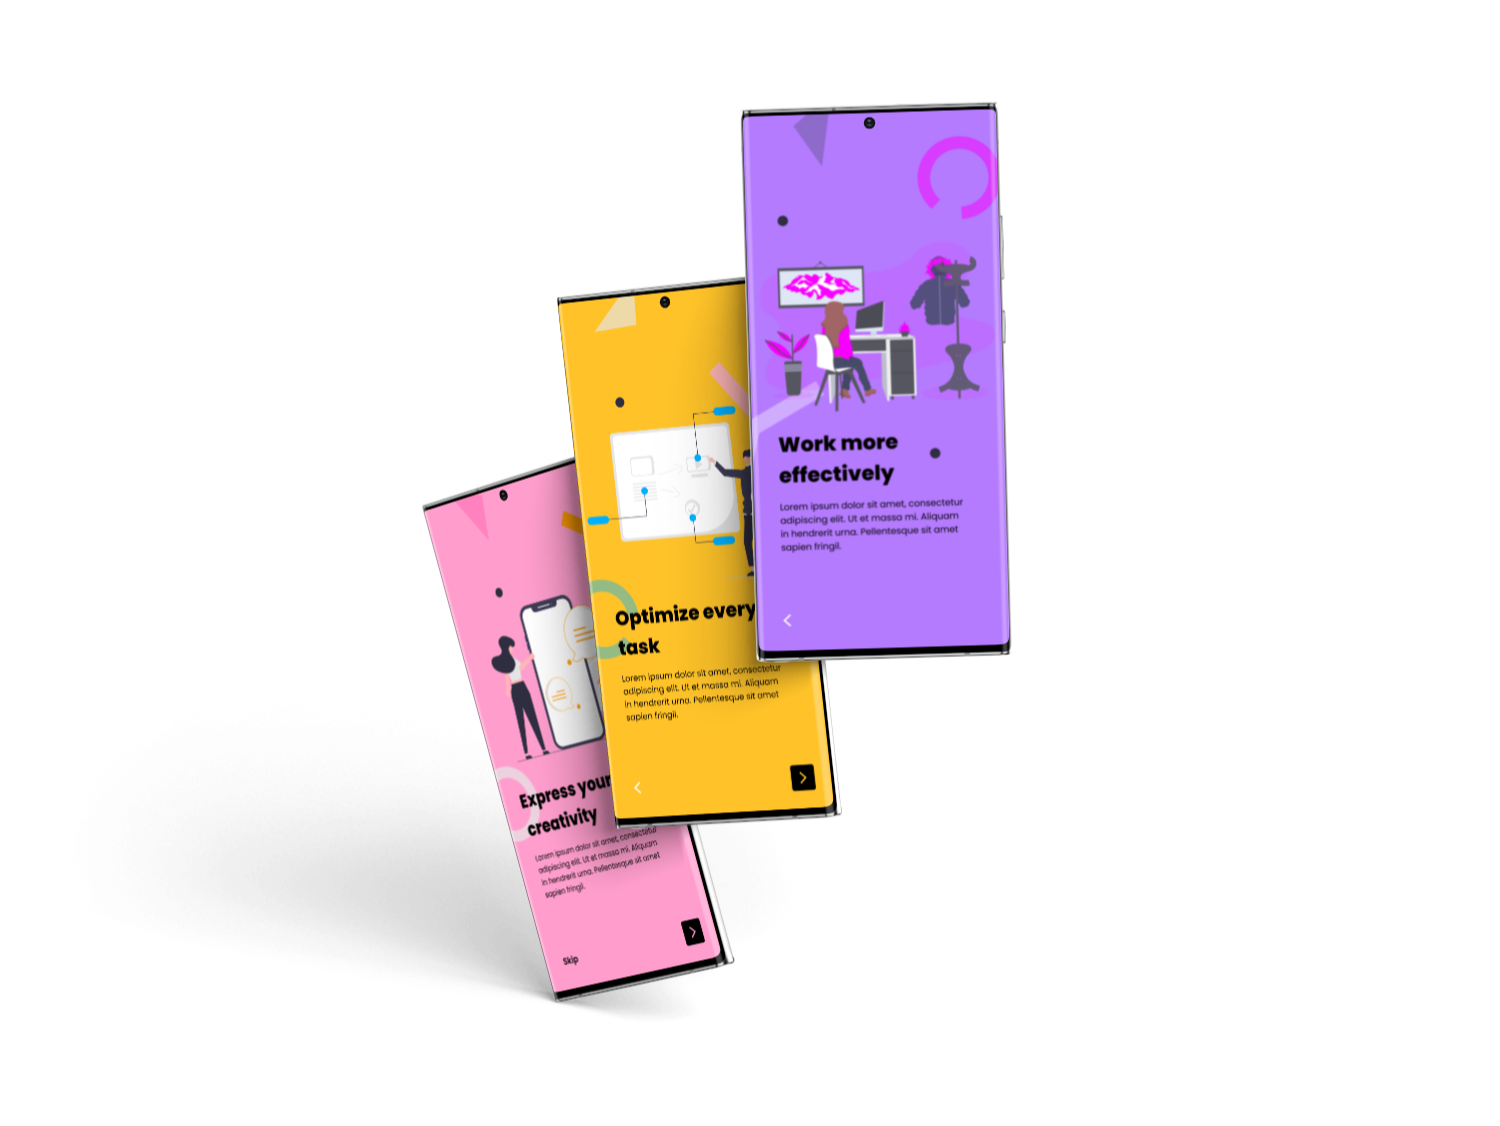 Work more
effectively
Lorem ipsum dolor sit amet, consectetur
adipiscing elit. Ut et massa mi. Aliquam
in hendrerit urna. Pellentesque sit amet
sapien fringil.
Optimize every
task
Lorem ipsum dolor sit amet, consectetur
adipiscing elit. Ut et massa mi. Aliquam
in hendrerit urna. Pellentesque sit amet
sapien fringil.
Express your
creativity
Lorem ipsum dolor sit amet, consectetur
adipiscing elit. Ut et massa mi. Aliquam
in hendrerit urna. Pellentesque sit amet
sapien fringil.
Skip